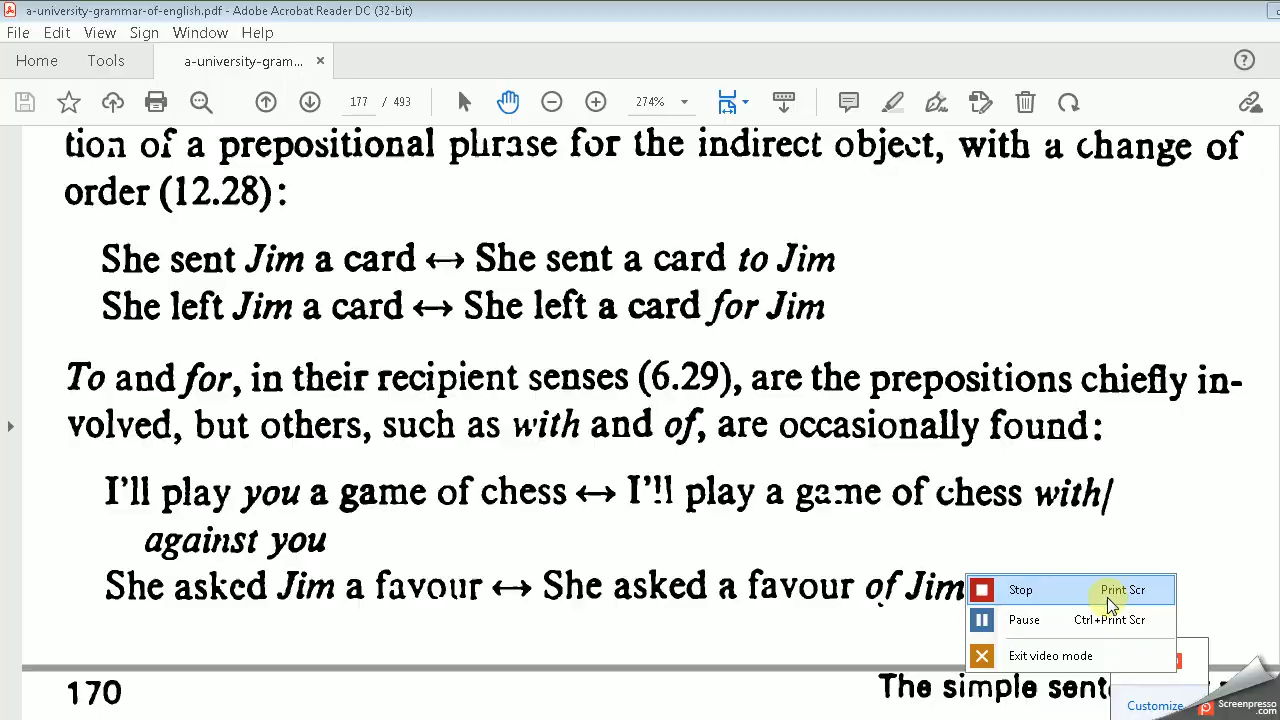 a-university-grammar-of-english.pdf - Adobe Acrobat Reader DC (32-bit)
File Edit View Sign Window Help
Home Tools a-university-gram... ×
177 / 493 274%
tion of a prepositional phrase for the indirect object, with a change of
order (12.28):
She sent Jim a card ↔ She sent a card to Jim
She left Jim a card ↔ She left a card for Jim
To and for, in their recipient senses (6.29), are the prepositions chiefly in-
volved, but others, such as with and of, are occasionally found:
I'll play you a game of chess ↔ I'll play a game of chess with/
against you
She asked Jim a favour ↔ She asked a favour of Jim
Stop Print Scr
Pause Ctrl+Print Scr
Exit video mode
170 The simple
Customize...
Screenpresso
.com